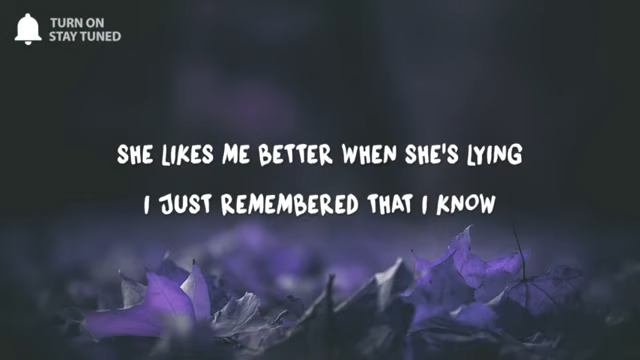 TURN ON
STAY TUNED
SHE LIKES ME BETTER WHEN SHE'S LYING
I JUST REMEMBERED THAT I KNOW